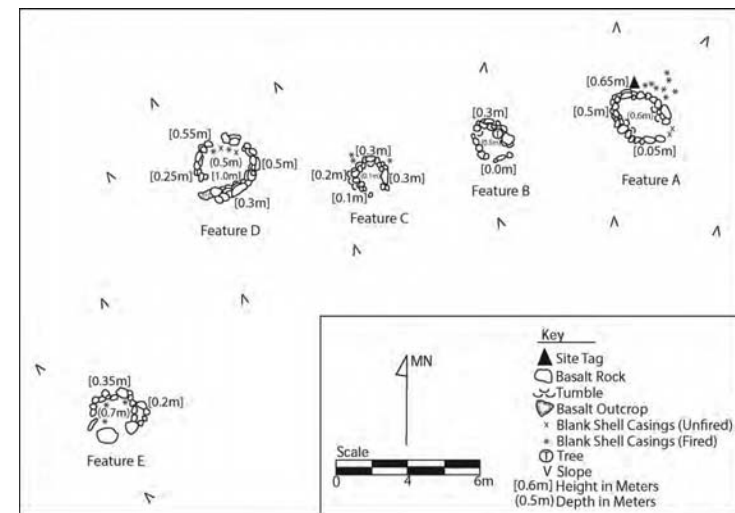 [0.65m]
[0.5m]
(0.6m)
[0.05m]
Feature A
[0.3m]
[0.0m]
Feature B
[0.3m]
[0.2m]
(0.1m)
[0.3m]
[0.1m]
Feature C
[0.55m]
(0.5m)
[0.5m]
[0.25m]
[1.0m]
[0.3m]
Feature D
[0.35m]
[0.2m]
(0.7m)
Feature E
MN
Scale
0 4 6m
Key
Site Tag
Basalt Rock
Tumble
Basalt Outcrop
x Blank Shell Casings (Unfired)
* Blank Shell Casings (Fired)
Tree
V Slope
[0.6m] Height in Meters
(0.5m) Depth in Meters